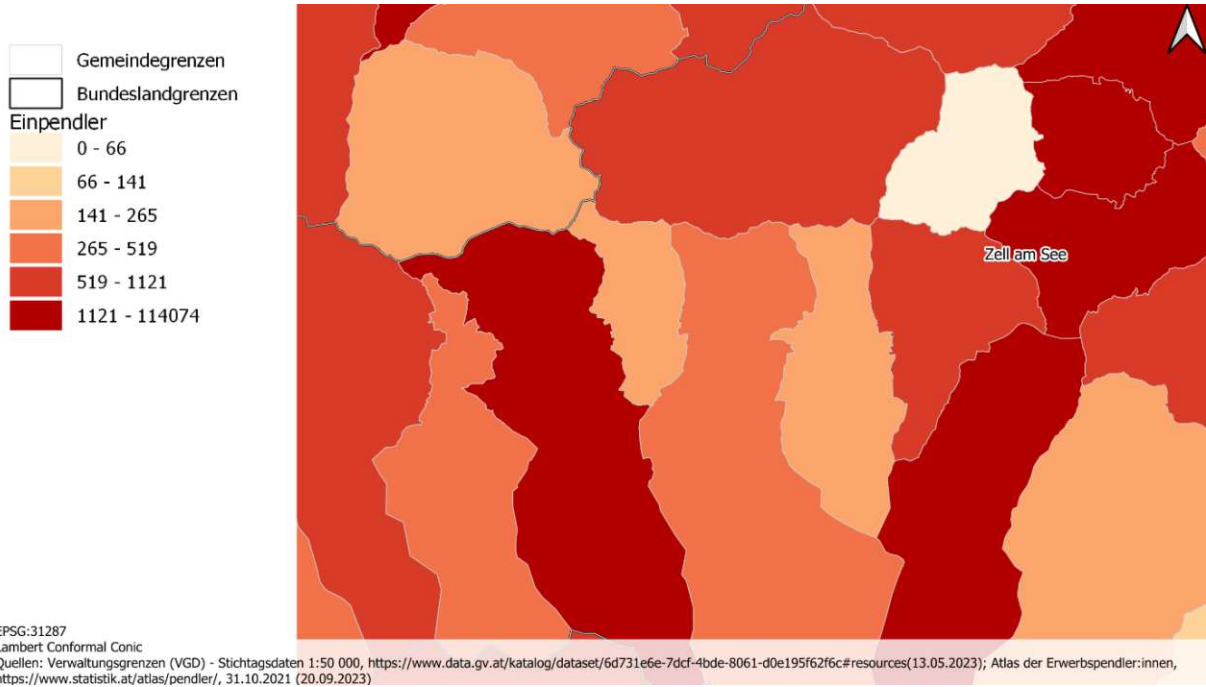 Gemeindegrenzen
Bundeslandgrenzen
Einpendler
0 - 66
66 - 141
141 - 265
265 - 519
519 - 1121
1121 - 114074
Zell am See
EPSG:31287
Lambert Conformal Conic
Quellen: Verwaltungsgrenzen (VGD) - Stichtagsdaten 1:50 000, https://www.data.gv.at/katalog/dataset/6d731e6e-7dcf-4bde-8061-d0e195f62f6c#resources(13.05.2023); Atlas der Erwerbspendler:innen,
https://www.statistik.at/atlas/pendler/, 31.10.2021 (20.09.2023)